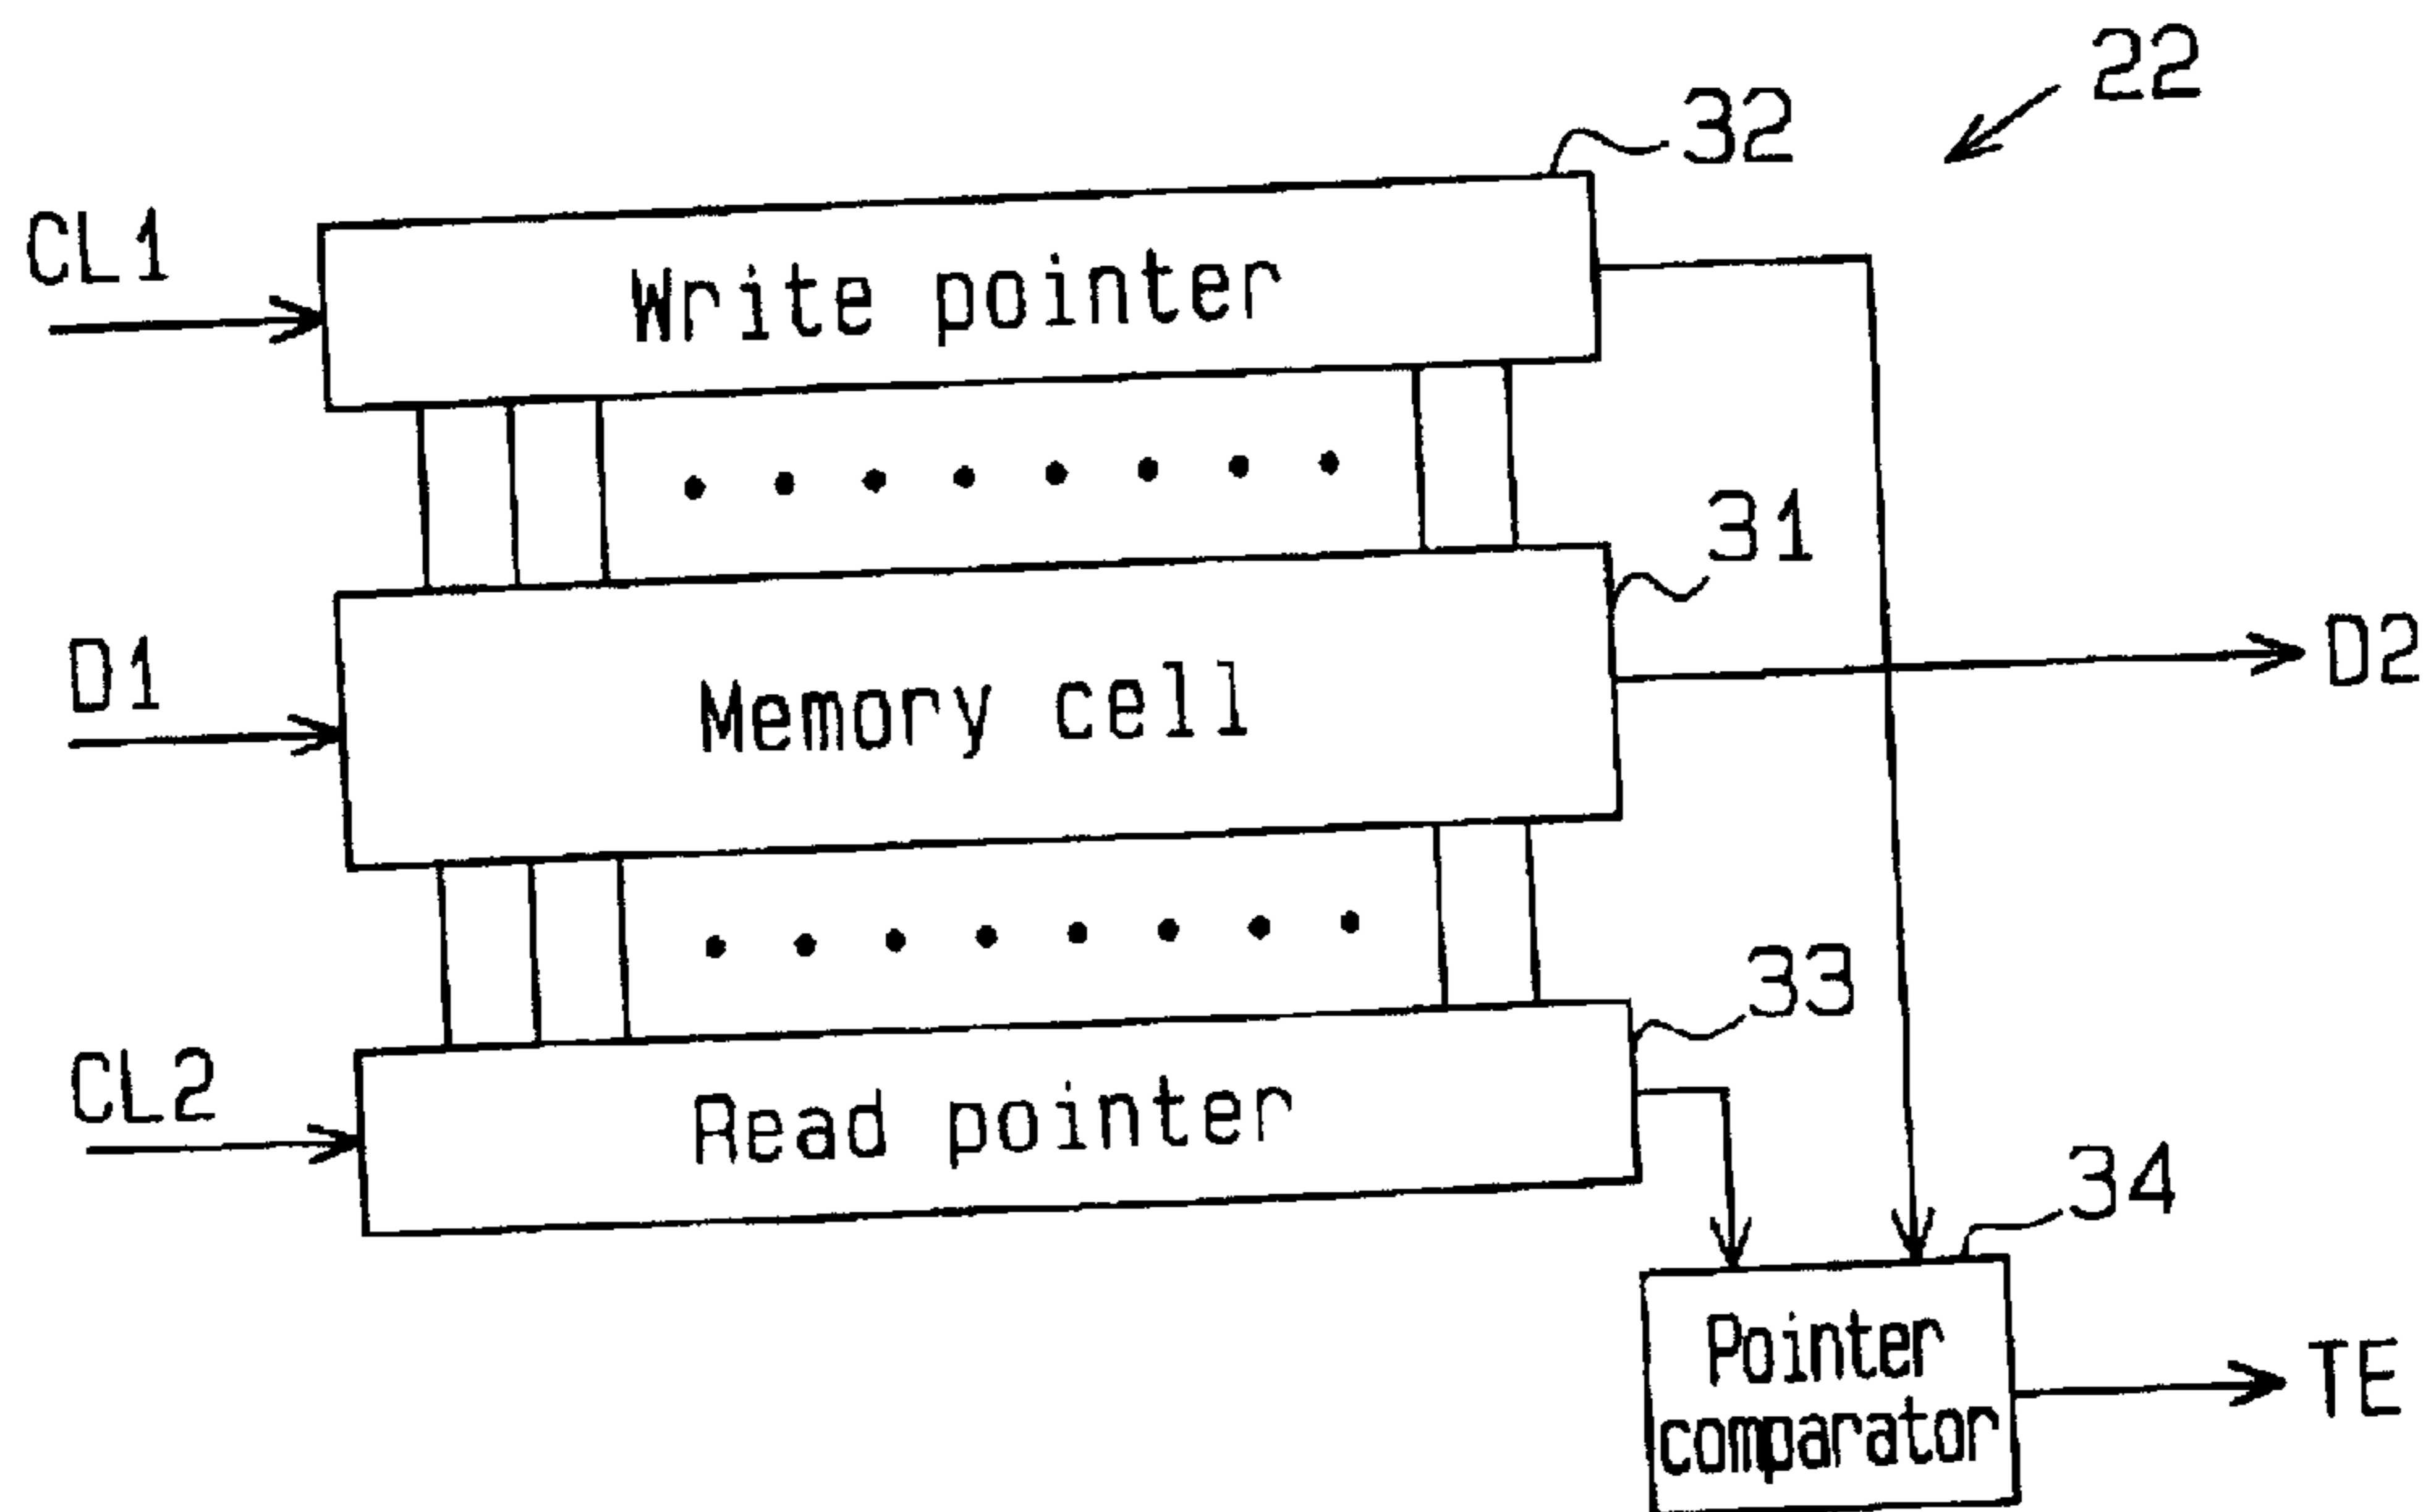 22
32
CL1
Write pointer
31
D1
Memory cell
D2
33
CL2
Read pointer
34
Pointer
comparator
TE